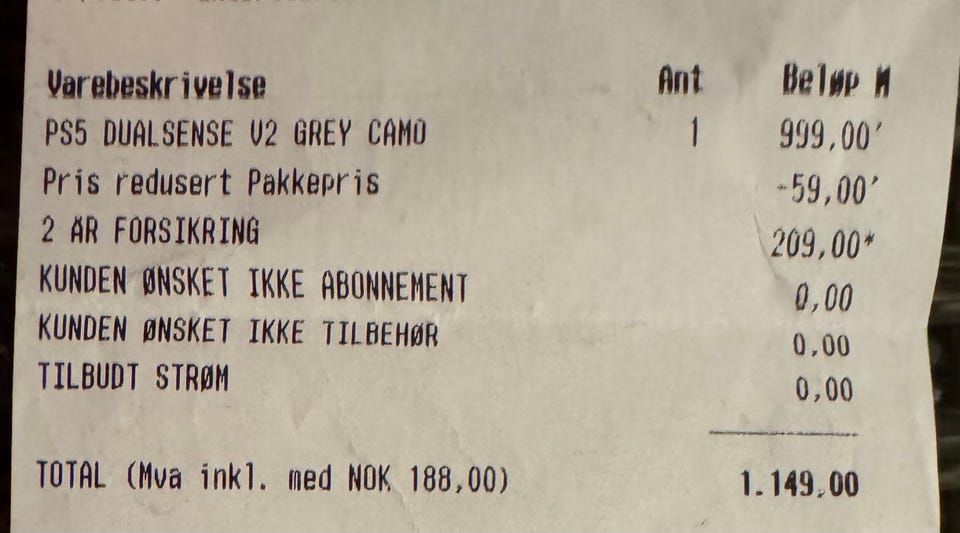 Varebeskrivelse Ant Beløp M
PS5 DUALSENSE V2 GREY CAMO 1 999,00'
Pris redusert Pakkepris -59,00'
2 ÅR FORSIKRING 209,00*
KUNDEN ØNSKET IKKE ABONNEMENT 0,00
KUNDEN ØNSKET IKKE TILBEHØR 0,00
TILBUDT STRØM 0,00
TOTAL (Mva inkl. med NOK 188,00) 1.149,00